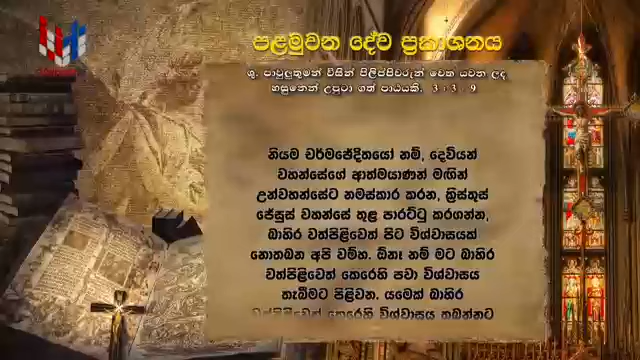 පළමුවන දේව ප්‍රකාශනය
ශු. පාවුලුතුමන් විසින් පිලිප්පිවරුන් වෙත යවන ලද
හසුනෙන් උපුටා ගත් පාඨයකි. 3 : 3 - 9
නියම චර්මඡේදිතයෝ නම්, දෙවියන්
වහන්සේගේ ආත්මයාණන් මඟින්
උන්වහන්සේට නමස්කාර කරන, ක්‍රිස්තුස්
ජේසුස් වහන්සේ තුළ පාරට්ටු කරගන්න,
බාහිර වත්පිළිවෙත් පිට විශ්වාසයක්
නොතබන අපි වම්හ. ඕනෑ නම් මට බාහිර
වත්පිළිවෙත් කෙරෙහි පවා විශ්වාසය
තැබීමට පිළිවන. යමෙක් බාහිර
වත්පිළිවෙත් කෙරෙහි විශ්වාසය තබන්නට